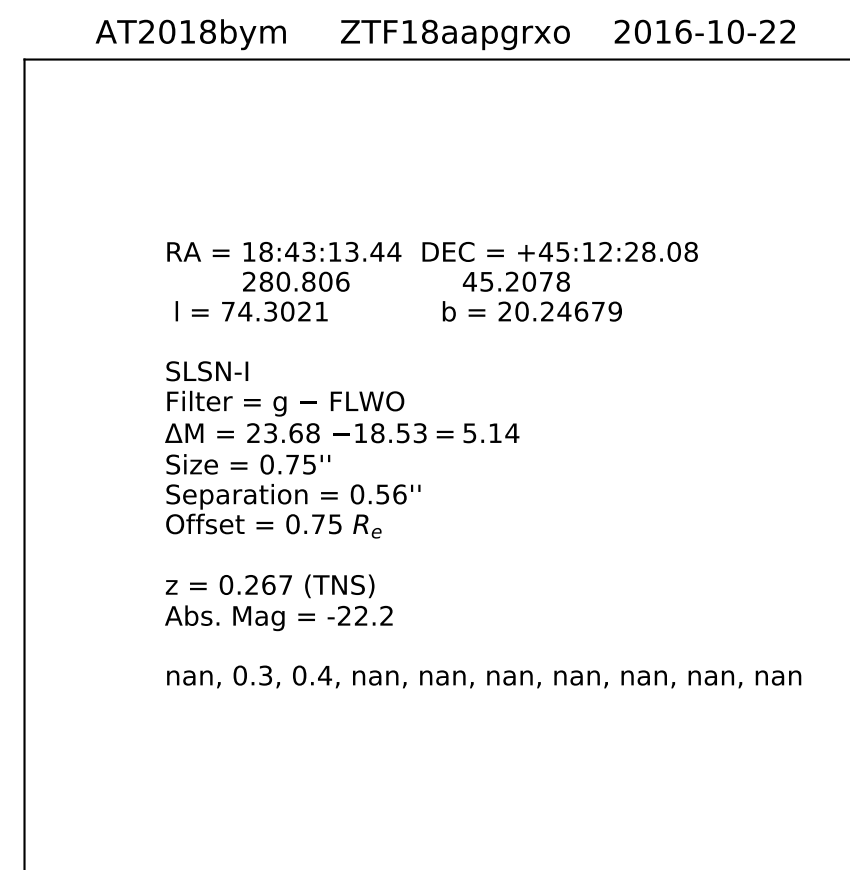 AT2018bym ZTF18aapgrxo 2016-10-22
RA = 18:43:13.44 DEC = +45:12:28.08
280.806 45.2078
l = 74.3021 b = 20.24679
SLSN-I
Filter = g − FLWO
ΔM = 23.68 −18.53 = 5.14
Size = 0.75''
Separation = 0.56''
Offset = 0.75 Re
z = 0.267 (TNS)
Abs. Mag = -22.2
nan, 0.3, 0.4, nan, nan, nan, nan, nan, nan, nan